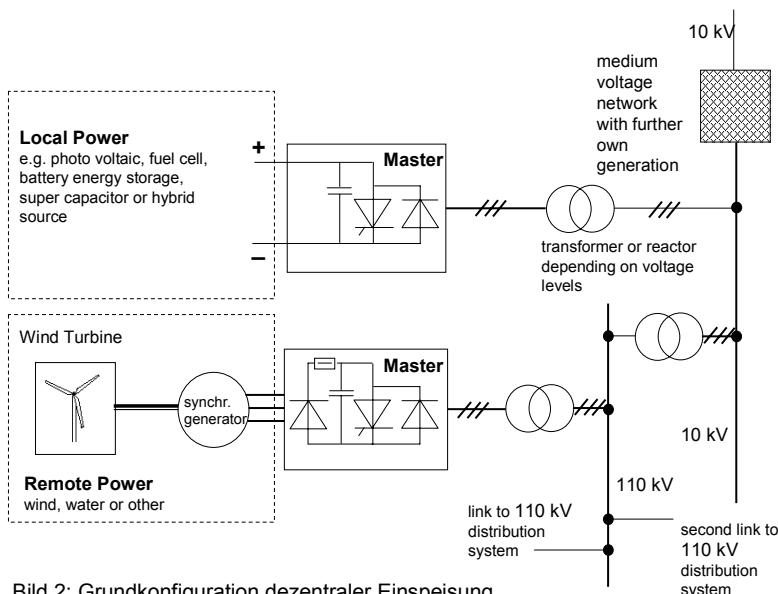 10 kV
medium
voltage
network
with further
own
generation
Local Power
e.g. photo voltaic, fuel cell,
battery energy storage,
super capacitor or hybrid
source
+
–
Master
transformer or reactor
depending on voltage
levels
Wind Turbine
synchr.
generator
Master
Remote Power
wind, water or other
10 kV
110 kV
link to 110 kV
distribution
system
second link to
110 kV
distribution
system
Bild 2: Grundkonfiguration dezentraler Einspeisung